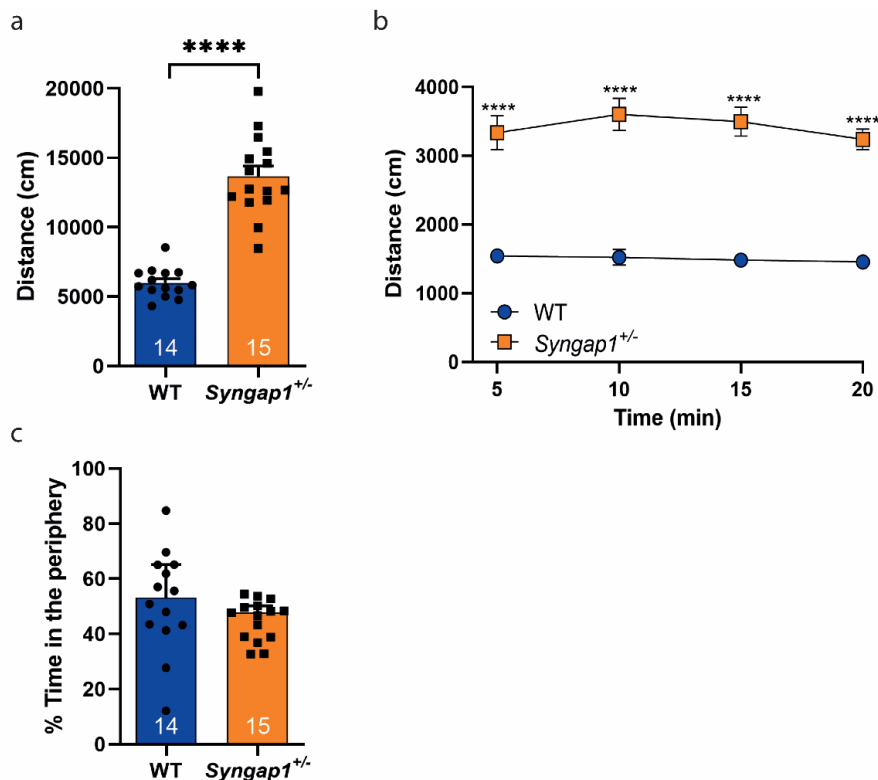 a
****
20000
15000
10000
5000
0
Distance (cm)
14
15
WT
Syngap1+/-
b
4000
3000
2000
1000
0
Distance (cm)
****
****
****
****
WT
Syngap1+/-
5
10
15
20
Time (min)
c
100
80
60
40
20
0
% Time in the periphery
14
15
WT
Syngap1+/-